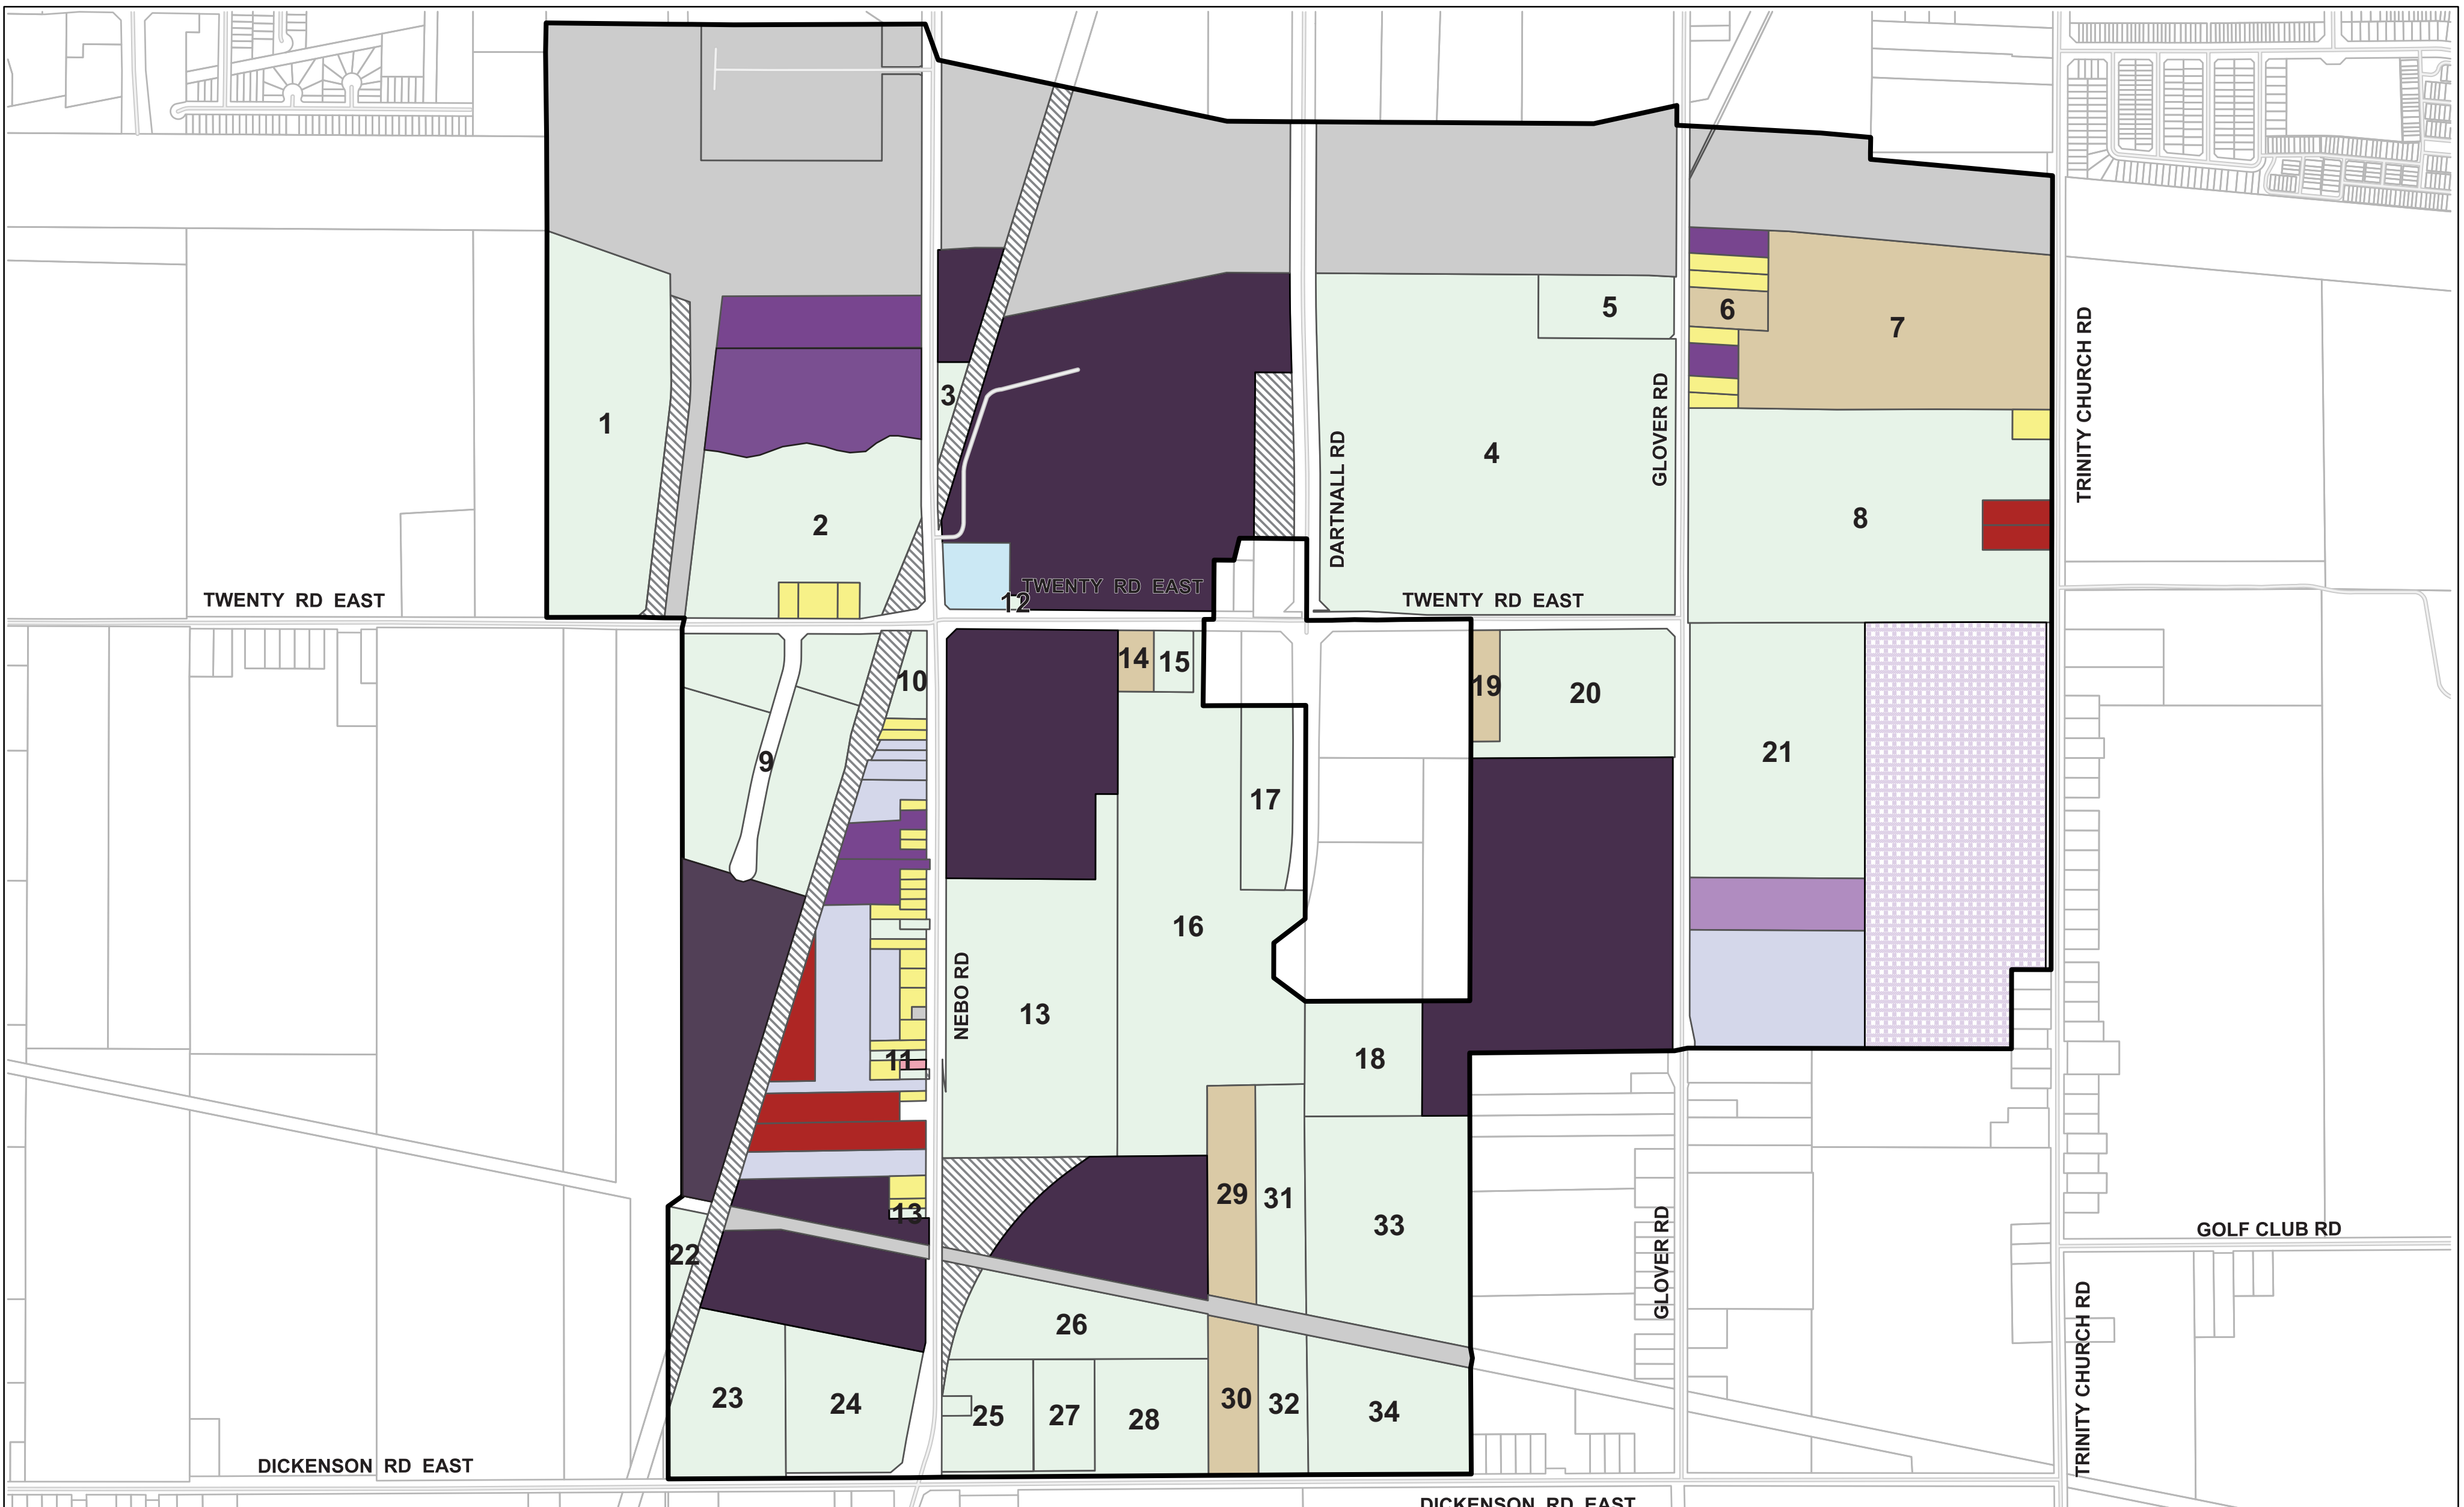 5
6
7
GLOVER RD
TRINITY CHURCH RD
3
1
DARTNALL RD
4
2
8
TWENTY RD EAST
12
TWENTY RD EAST
TWENTY RD EAST
10
14
15
19
20
9
17
21
16
NEBO RD
13
11
18
29
31
13
33
22
GLOVER RD
GOLF CLUB RD
26
TRINITY CHURCH RD
23
24
25
27
28
30
32
34
DICKENSON RD EAST
DICKENSON RD EAST